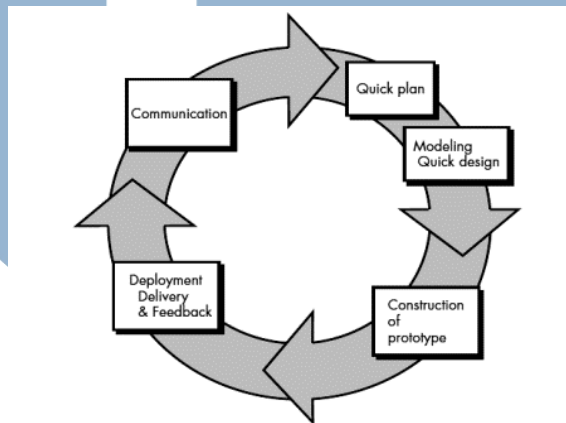 Communication
Quick plan
Modeling
Quick design
Construction
of
prototype
Deployment
Delivery
& Feedback